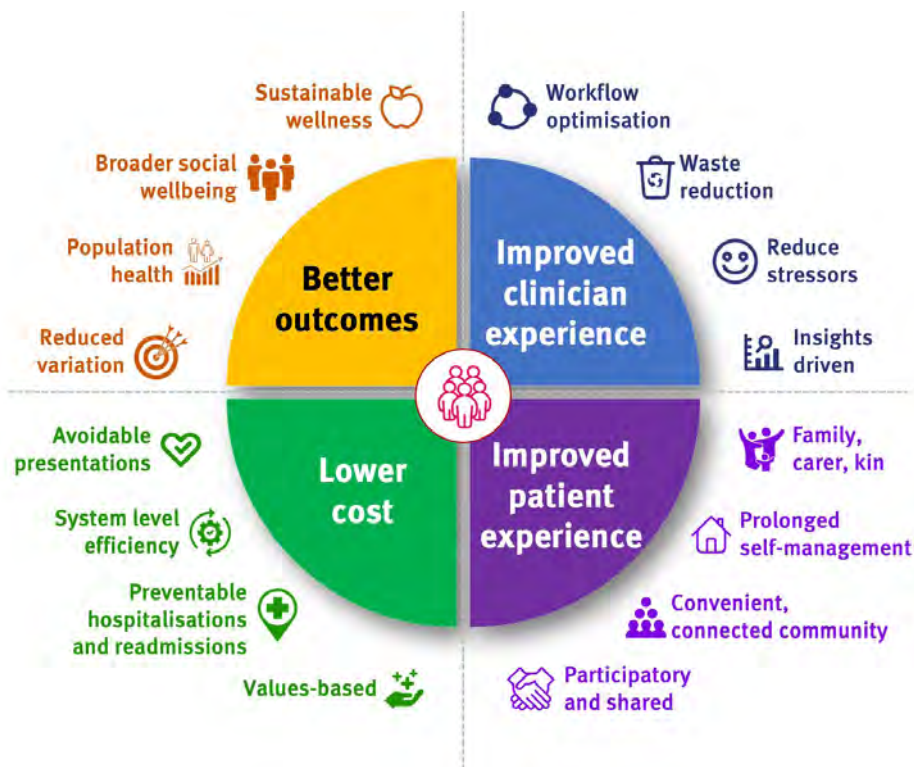 Sustainable
wellness
Broader social
wellbeing
Population
health
Reduced
variation
Better
outcomes
Workflow
optimisation
Waste
reduction
Reduce
stressors
Insights
driven
Improved
clinician
experience
Avoidable
presentations
System level
efficiency
Preventable
hospitalisations
and readmissions
Values-based
Lower
cost
Improved
patient
experience
Family,
carer, kin
Prolonged
self-management
Convenient,
connected community
Participatory
and shared